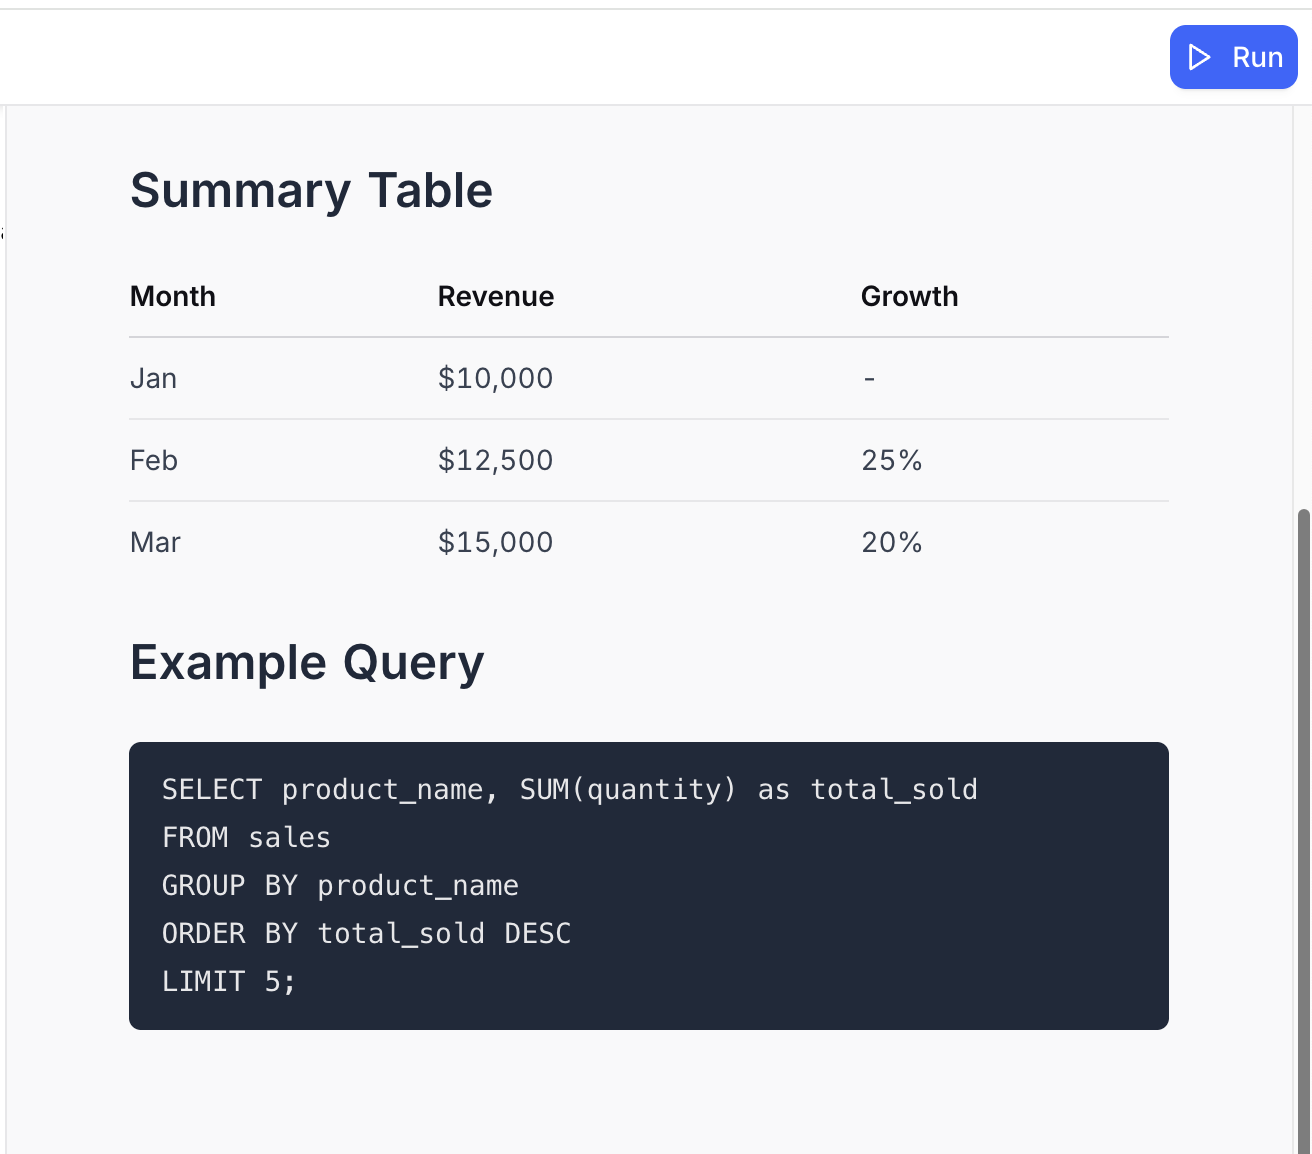 Run
Summary Table
Month Revenue Growth
Jan $10,000 -
Feb $12,500 25%
Mar $15,000 20%
Example Query
SELECT product_name, SUM(quantity) as total_sold
FROM sales
GROUP BY product_name
ORDER BY total_sold DESC
LIMIT 5;